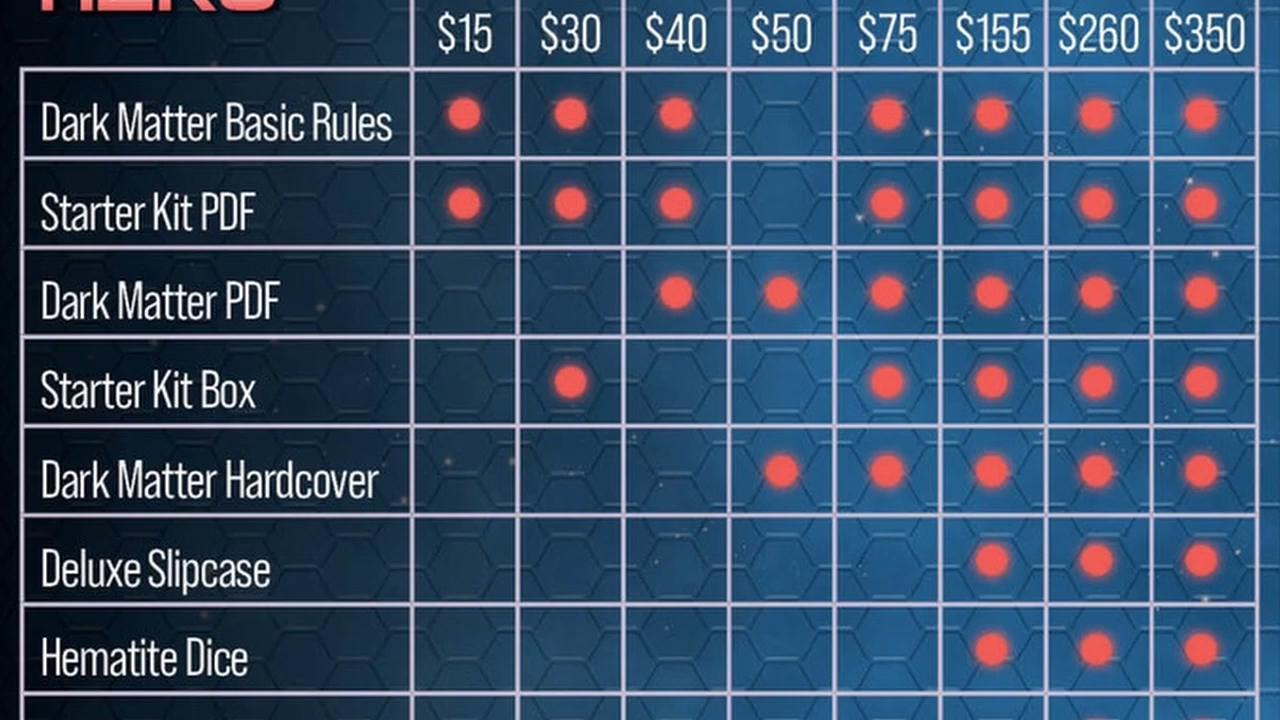 $15 $30 $40 $50 $75 $155 $260 $350
Dark Matter Basic Rules
Starter Kit PDF
Dark Matter PDF
Starter Kit Box
Dark Matter Hardcover
Deluxe Slipcase
Hematite Dice